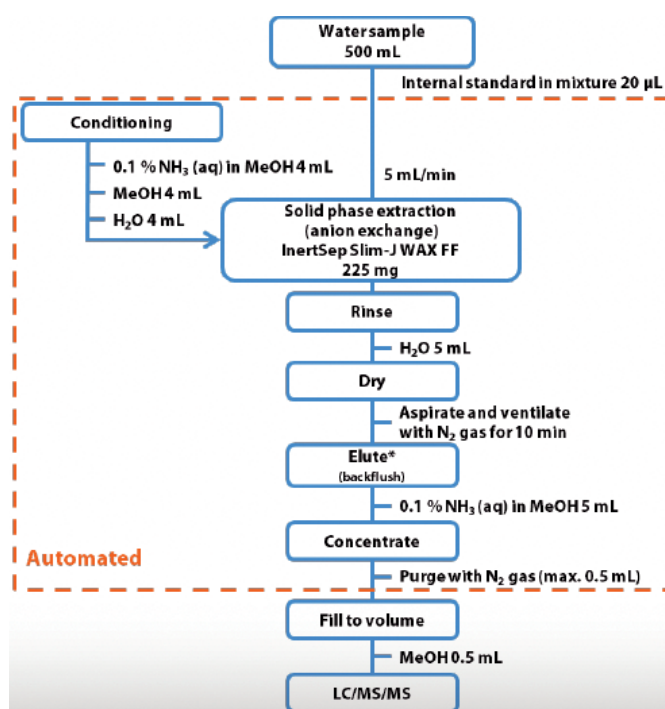 Water sample
500 mL
Internal standard in mixture 20 µL
Conditioning
0.1 % NH₃ (aq) in MeOH 4 mL
MeOH 4 mL
H₂O 4 mL
5 mL/min
Solid phase extraction
(anion exchange)
InertSep Slim-J WAX FF
225 mg
Rinse
H₂O 5 mL
Dry
Aspirate and ventilate
with N₂ gas for 10 min
Elute*
(backflush)
0.1 % NH₃ (aq) in MeOH 5 mL
Concentrate
Automated
Purge with N₂ gas (max. 0.5 mL)
Fill to volume
MeOH 0.5 mL
LC/MS/MS